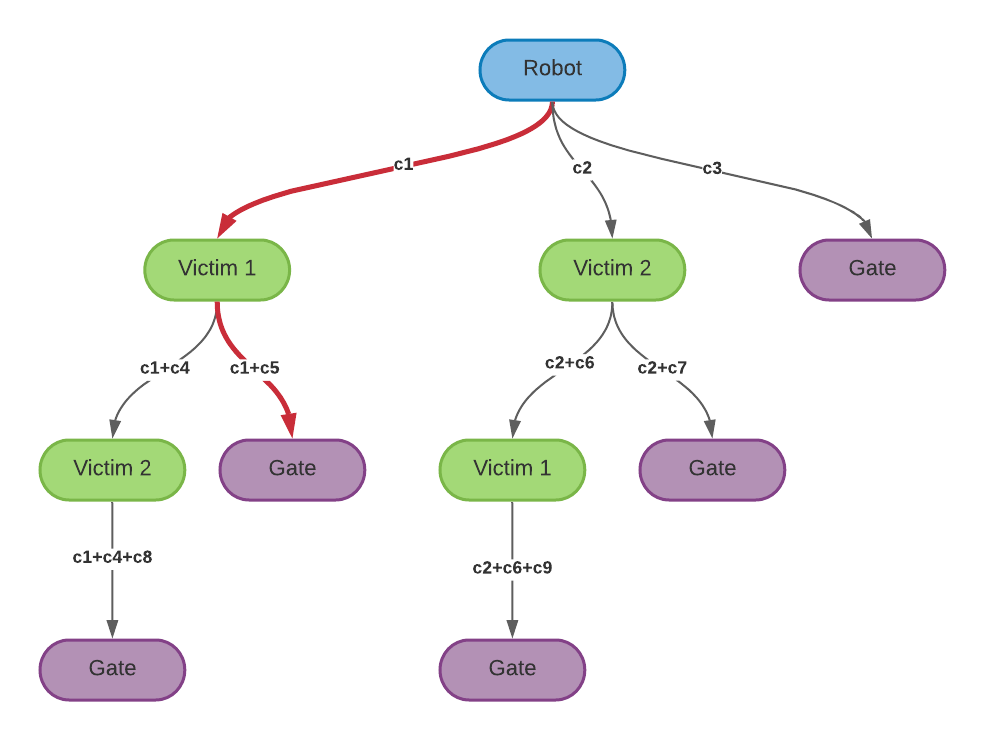 Robot
c1
c2
c3
Victim 1
Victim 2
Gate
c1+c4
c1+c5
c2+c6
c2+c7
Victim 2
Gate
Victim 1
Gate
c1+c4+c8
c2+c6+c9
Gate
Gate